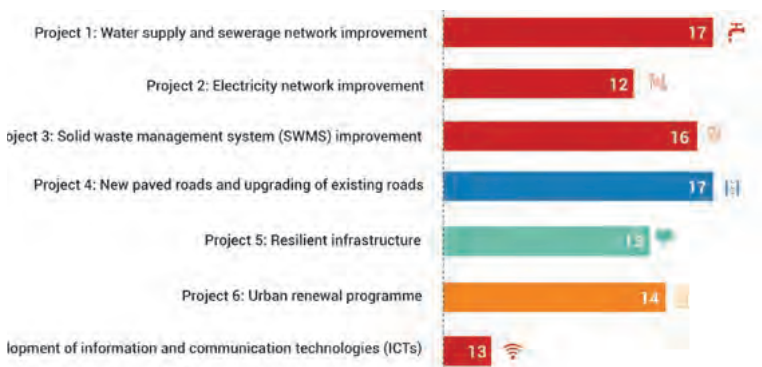 Project 1: Water supply and sewerage network improvement 17
Project 2: Electricity network improvement 12
oject 3: Solid waste management system (SWMS) improvement 16
Project 4: New paved roads and upgrading of existing roads 17
Project 5: Resilient infrastructure 13
Project 6: Urban renewal programme 14
lopment of information and communication technologies (ICTs) 13